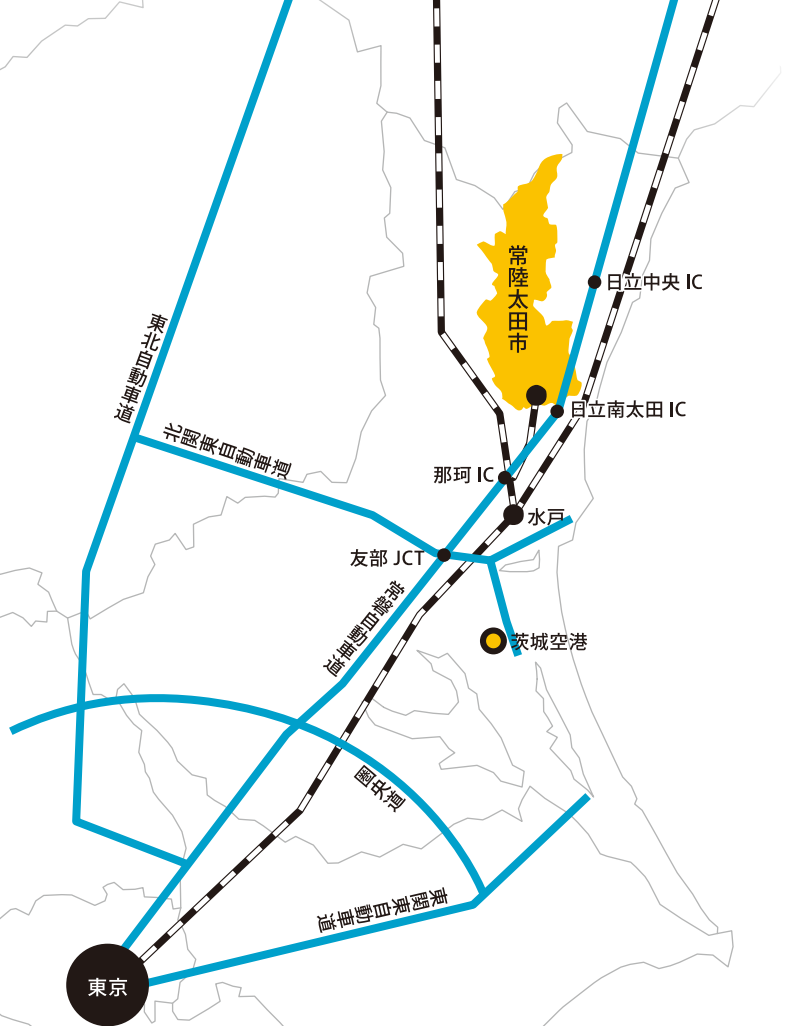 常陸太田市
日立中央 IC
東北自動車道
日立南太田 IC
北関東自動車道
那珂 IC
水戸
友部 JCT
常磐自動車道
茨城空港
圏央道
東関東自動車道
東京